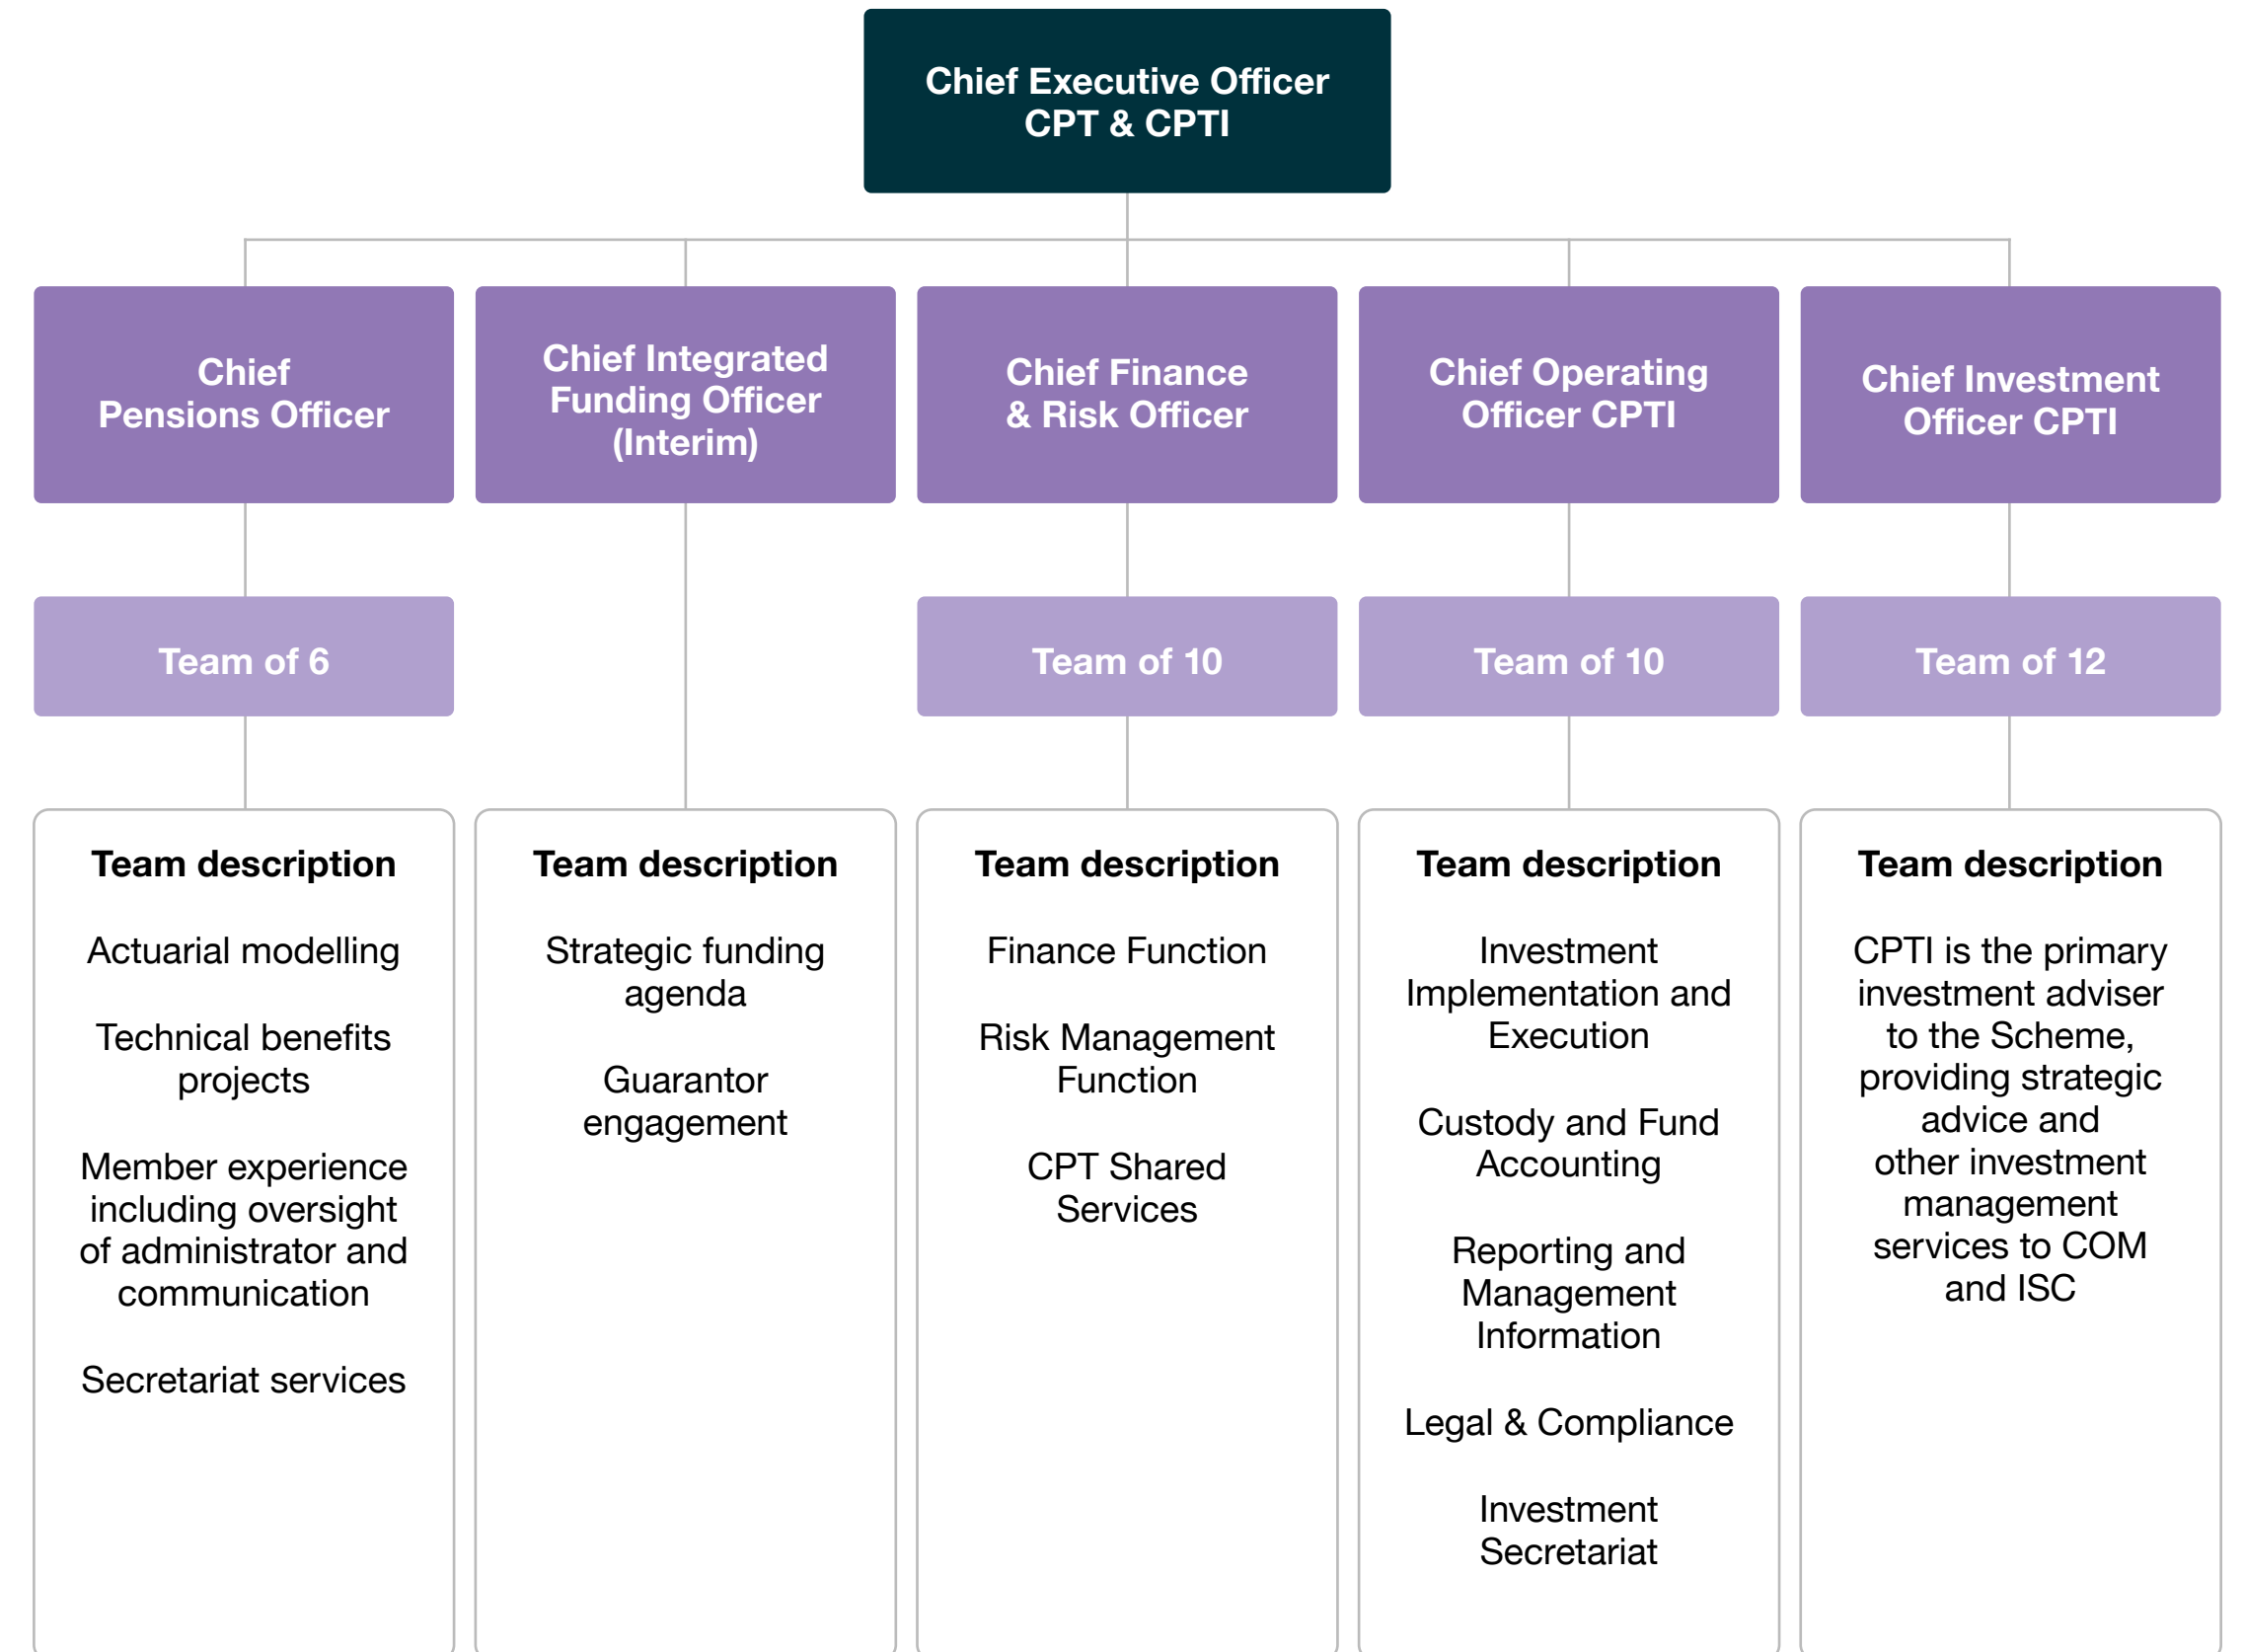 Chief Executive Officer
CPT & CPTI
Chief
Pensions Officer
Chief Integrated
Funding Officer
(Interim)
Chief Finance
& Risk Officer
Chief Operating
Officer CPTI
Chief Investment
Officer CPTI
Team of 6
Team of 10
Team of 10
Team of 12
Team description
Actuarial modelling
Technical benefits
projects
Member experience
including oversight
of administrator and
communication
Secretariat services
Team description
Strategic funding
agenda
Guarantor
engagement
Team description
Finance Function
Risk Management
Function
CPT Shared
Services
Team description
Investment
Implementation and
Execution
Custody and Fund
Accounting
Reporting and
Management
Information
Legal & Compliance
Investment
Secretariat
Team description
CPTI is the primary
investment adviser
to the Scheme,
providing strategic
advice and
other investment
management
services to COM
and ISC